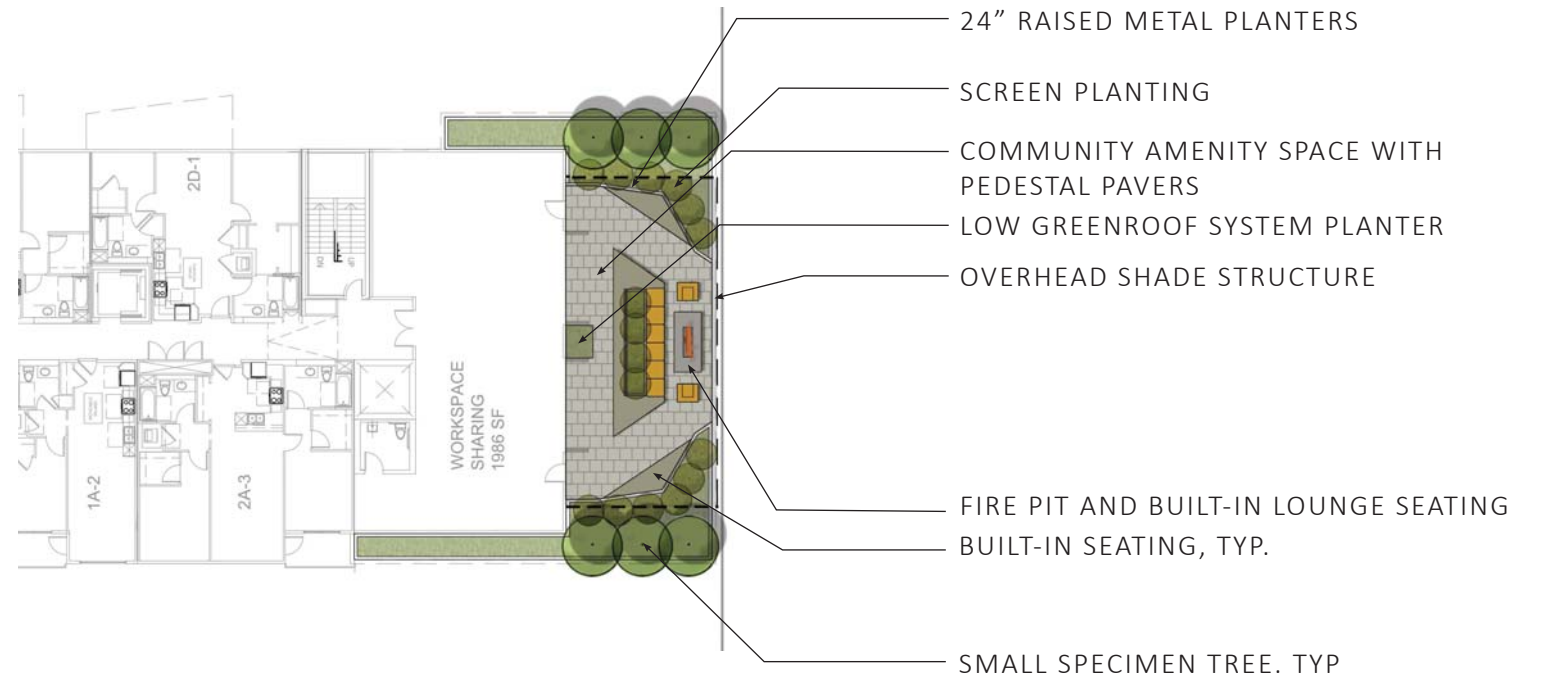 24” RAISED METAL PLANTERS
SCREEN PLANTING
COMMUNITY AMENITY SPACE WITH
PEDESTAL PAVERS
LOW GREENROOF SYSTEM PLANTER
OVERHEAD SHADE STRUCTURE
FIRE PIT AND BUILT-IN LOUNGE SEATING
BUILT-IN SEATING, TYP.
SMALL SPECIMEN TREE. TYP
2D-1
UP
DN
WORKSPACE
SHARING
1986 SF
1A-2
2A-3